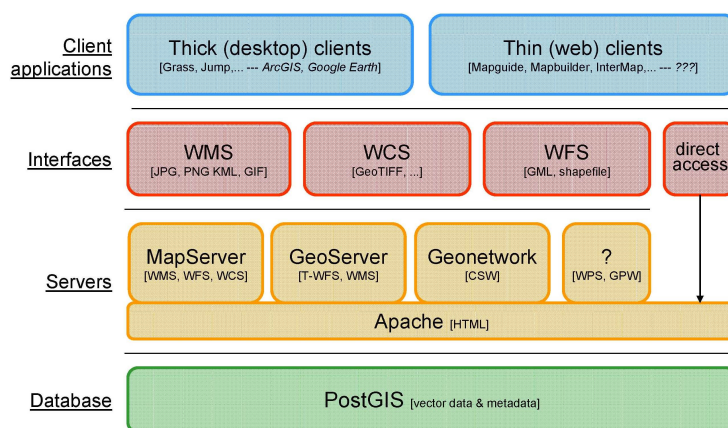 Client
applications
Thick (desktop) clients
[Grass, Jump,... --- ArcGIS, Google Earth]
Thin (web) clients
[Mapguide, Mapbuilder, InterMap,... --- ???]
Interfaces
WMS
[JPG, PNG KML, GIF]
WCS
[GeoTIFF, ...]
WFS
[GML, shapefile]
direct
access
Servers
MapServer
[WMS, WFS, WCS]
GeoServer
[T-WFS, WMS]
Geonetwork
[CSW]
?
[WPS, GPW]
Apache [HTML]
Database
PostGIS [vector data & metadata]